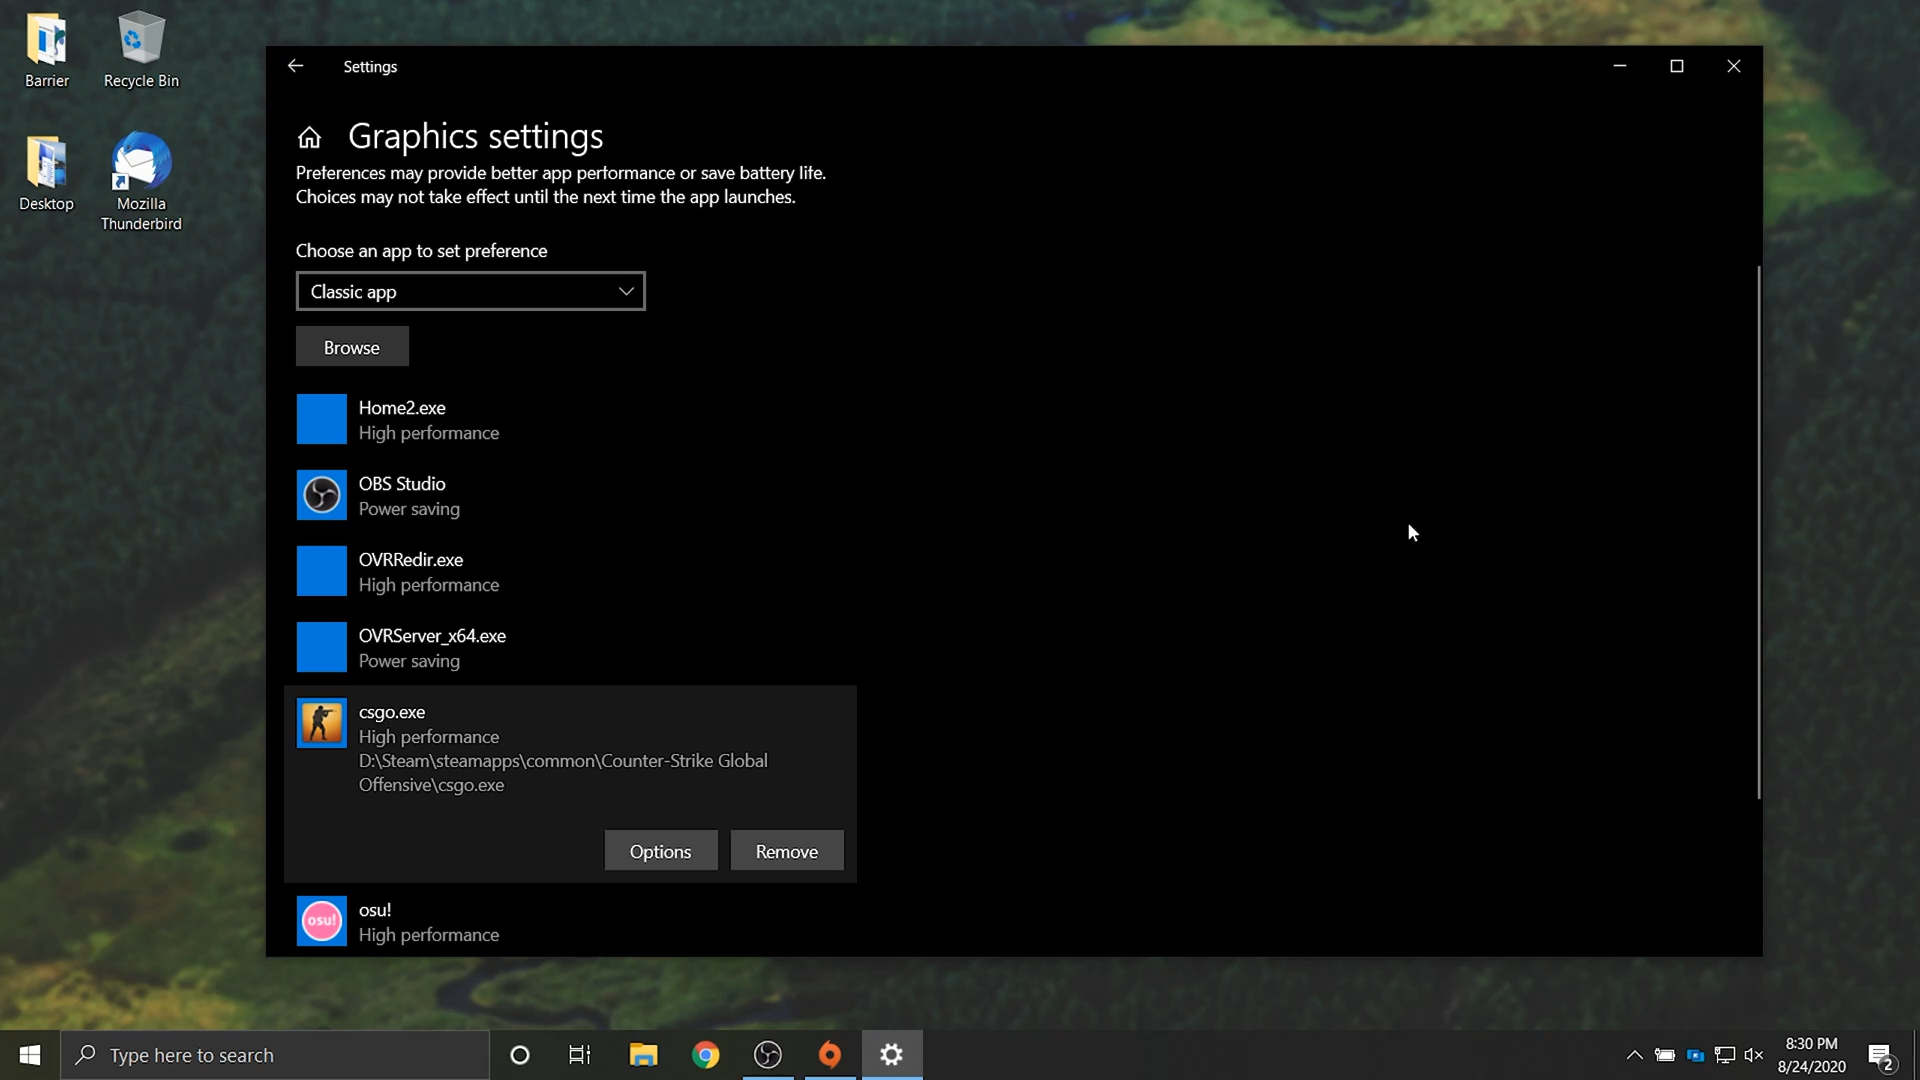 Barrier
Recycle Bin
Desktop
Mozilla
Thunderbird
Settings
Graphics settings
Preferences may provide better app performance or save battery life.
Choices may not take effect until the next time the app launches.
Choose an app to set preference
Classic app
Browse
Home2.exe
High performance
OBS Studio
Power saving
OVRRedir.exe
High performance
OVRServer_x64.exe
Power saving
csgo.exe
High performance
D:\Steam\steamapps\common\Counter-Strike Global
Offensive\csgo.exe
Options
Remove
osu!
osu!
High performance
Type here to search
8:30 PM
8/24/2020
2